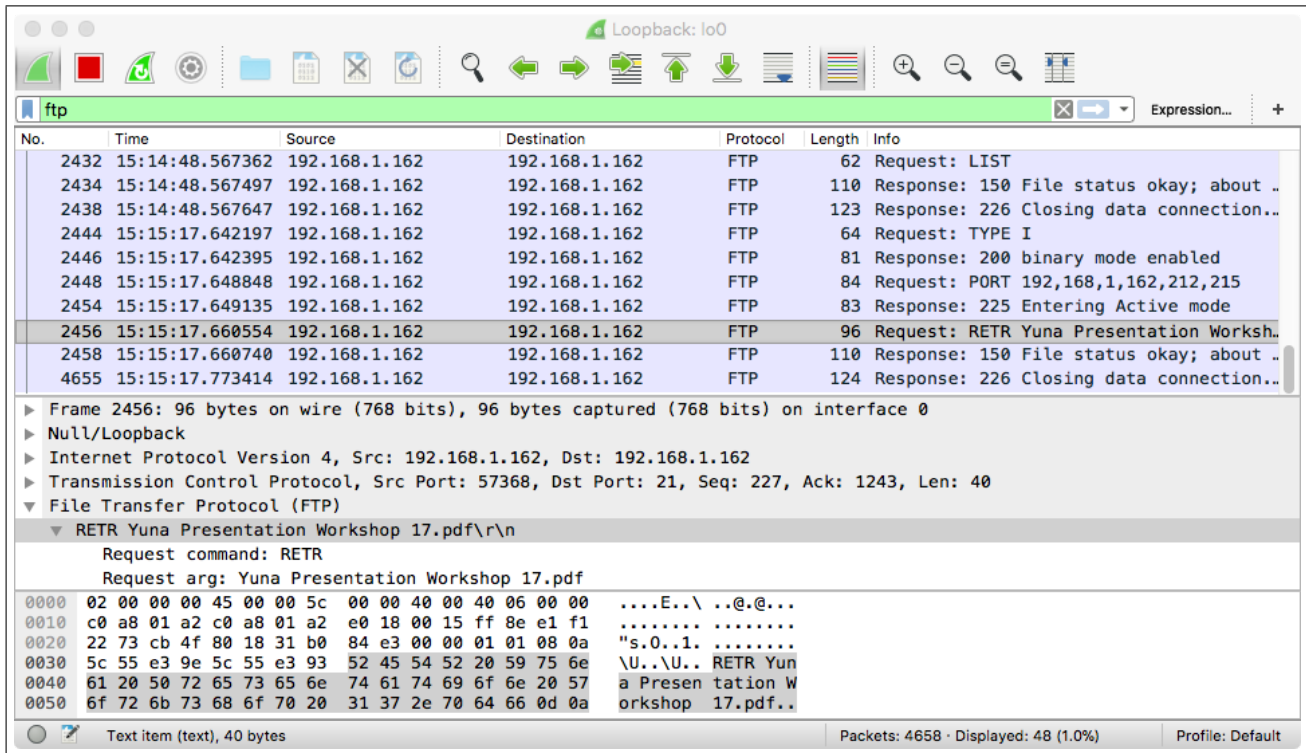 Loopback: lo0
ftp Expression... +
No. Time Source Destination Protocol Length Info
2432 15:14:48.567362 192.168.1.162 192.168.1.162 FTP 62 Request: LIST
2434 15:14:48.567497 192.168.1.162 192.168.1.162 FTP 110 Response: 150 File status okay; about …
2438 15:14:48.567647 192.168.1.162 192.168.1.162 FTP 123 Response: 226 Closing data connection…
2444 15:15:17.642197 192.168.1.162 192.168.1.162 FTP 64 Request: TYPE I
2446 15:15:17.642395 192.168.1.162 192.168.1.162 FTP 81 Response: 200 binary mode enabled
2448 15:15:17.648848 192.168.1.162 192.168.1.162 FTP 84 Request: PORT 192,168,1,162,212,215
2454 15:15:17.649135 192.168.1.162 192.168.1.162 FTP 83 Response: 225 Entering Active mode
2456 15:15:17.660554 192.168.1.162 192.168.1.162 FTP 96 Request: RETR Yuna Presentation Worksh…
2458 15:15:17.660740 192.168.1.162 192.168.1.162 FTP 110 Response: 150 File status okay; about …
4655 15:15:17.773414 192.168.1.162 192.168.1.162 FTP 124 Response: 226 Closing data connection…
Frame 2456: 96 bytes on wire (768 bits), 96 bytes captured (768 bits) on interface 0
Null/Loopback
Internet Protocol Version 4, Src: 192.168.1.162, Dst: 192.168.1.162
Transmission Control Protocol, Src Port: 57368, Dst Port: 21, Seq: 227, Ack: 1243, Len: 40
File Transfer Protocol (FTP)
RETR Yuna Presentation Workshop 17.pdf\r\n
Request command: RETR
Request arg: Yuna Presentation Workshop 17.pdf
0000 02 00 00 00 45 00 00 5c 00 00 40 00 40 06 00 00 ....E..\ ..@.@...
0010 c0 a8 01 a2 c0 a8 01 a2 e0 18 00 15 ff 8e e1 f1 ........ ........
0020 22 73 cb 4f 80 18 31 b0 84 e3 00 00 01 01 08 0a "s.O..1. ........
0030 5c 55 e3 9e 5c 55 e3 93 52 45 54 52 20 59 75 6e \U..\U.. RETR Yun
0040 61 20 50 72 65 73 65 6e 74 61 74 69 6f 6e 20 57 a Presen tation W
0050 6f 72 6b 73 68 6f 70 20 31 37 2e 70 64 66 0d 0a orkshop 17.pdf..
Text item (text), 40 bytes Packets: 4658 · Displayed: 48 (1.0%) Profile: Default